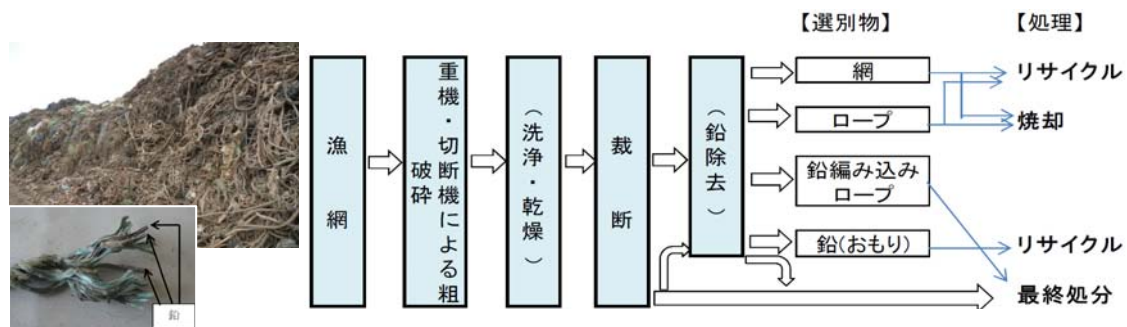 【選別物】
【処理】
漁網
重機・切断機による粗
破砕
(洗浄・乾燥)
裁断
(鉛除去)
網
ロープ
鉛編み込み
ロープ
鉛(おもり)
リサイクル
焼却
リサイクル
最終処分
鉛